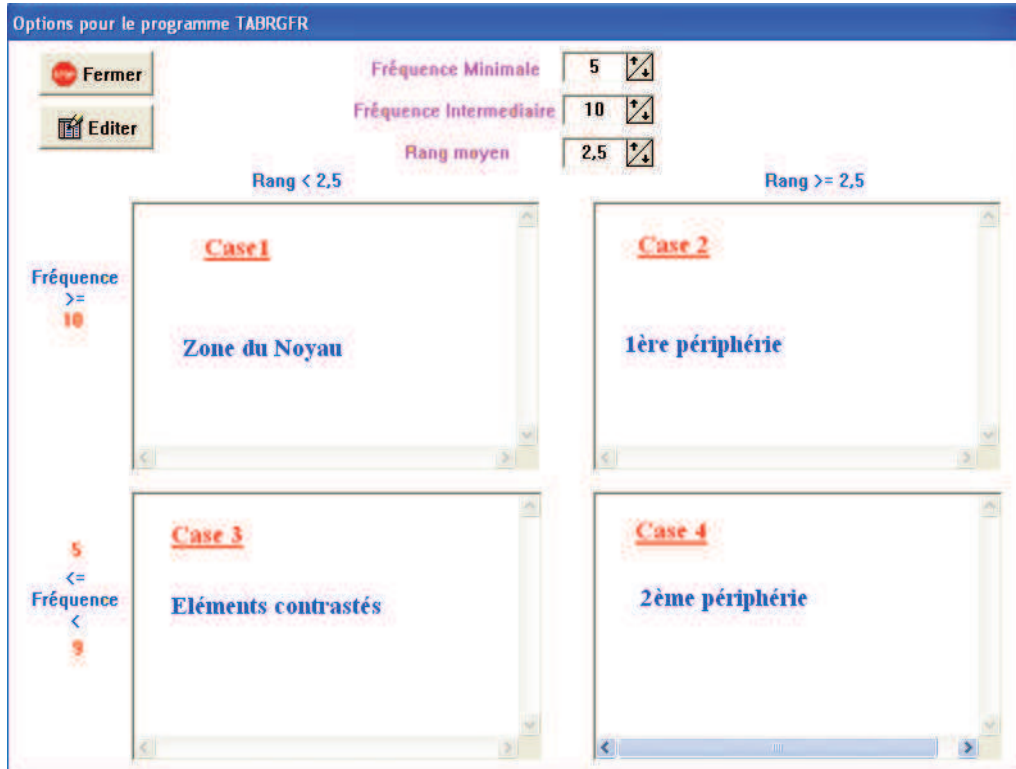 Options pour le programme TABRGFR
Fermer
Editer
Fréquence Minimale 5
Fréquence Intermediaire 10
Rang moyen 2,5
Rang < 2,5
Rang >= 2,5
Fréquence
>=
10
Case1
Zone du Noyau
Case 2
1ère périphérie
5
<=
Fréquence
<
9
Case 3
Eléments contrastés
Case 4
2ème périphérie